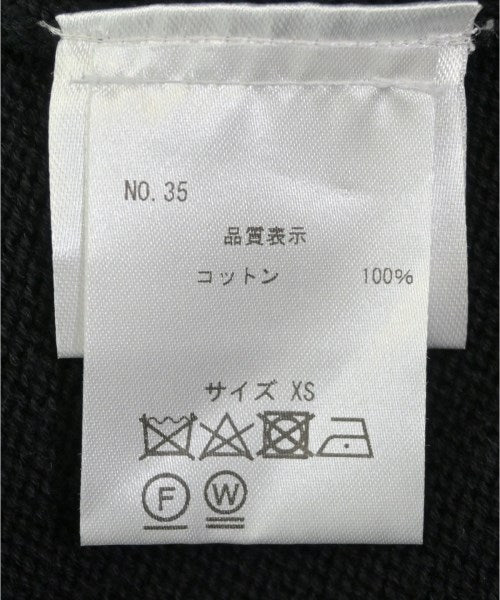 NO. 35
品質表示
コットン 100%
サイズ XS
F W